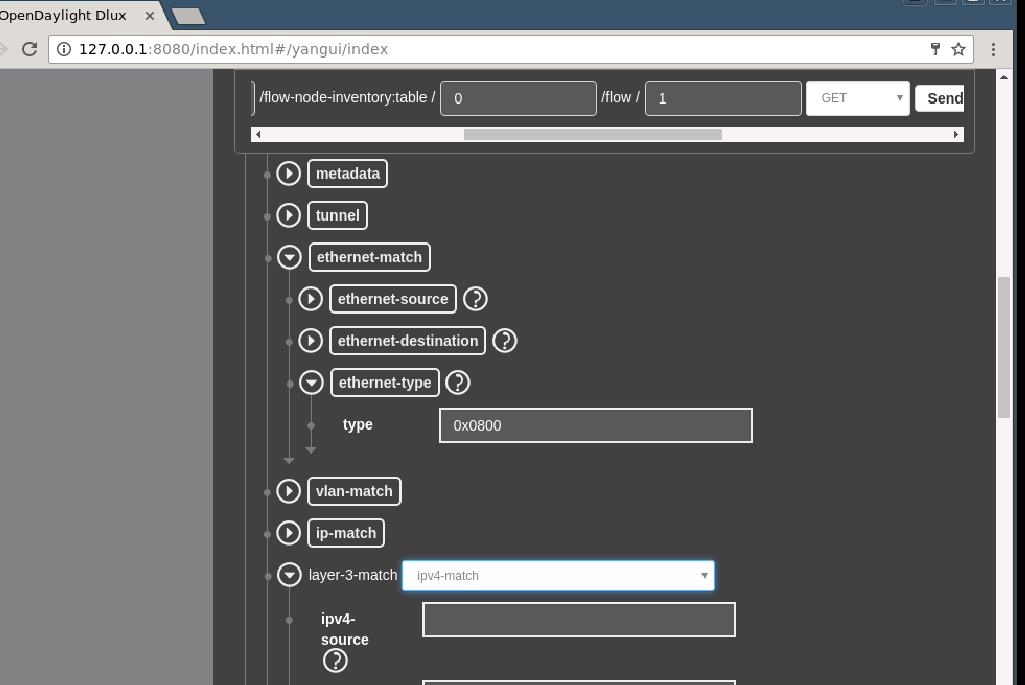 OpenDaylight Dlux
127.0.0.1:8080/index.html#/yangui/index
/flow-node-inventory:table / 0 /flow / 1 GET Send
metadata
tunnel
ethernet-match
ethernet-source ?
ethernet-destination ?
ethernet-type ?
type 0x0800
vlan-match
ip-match
layer-3-match ipv4-match
ipv4-
source
?